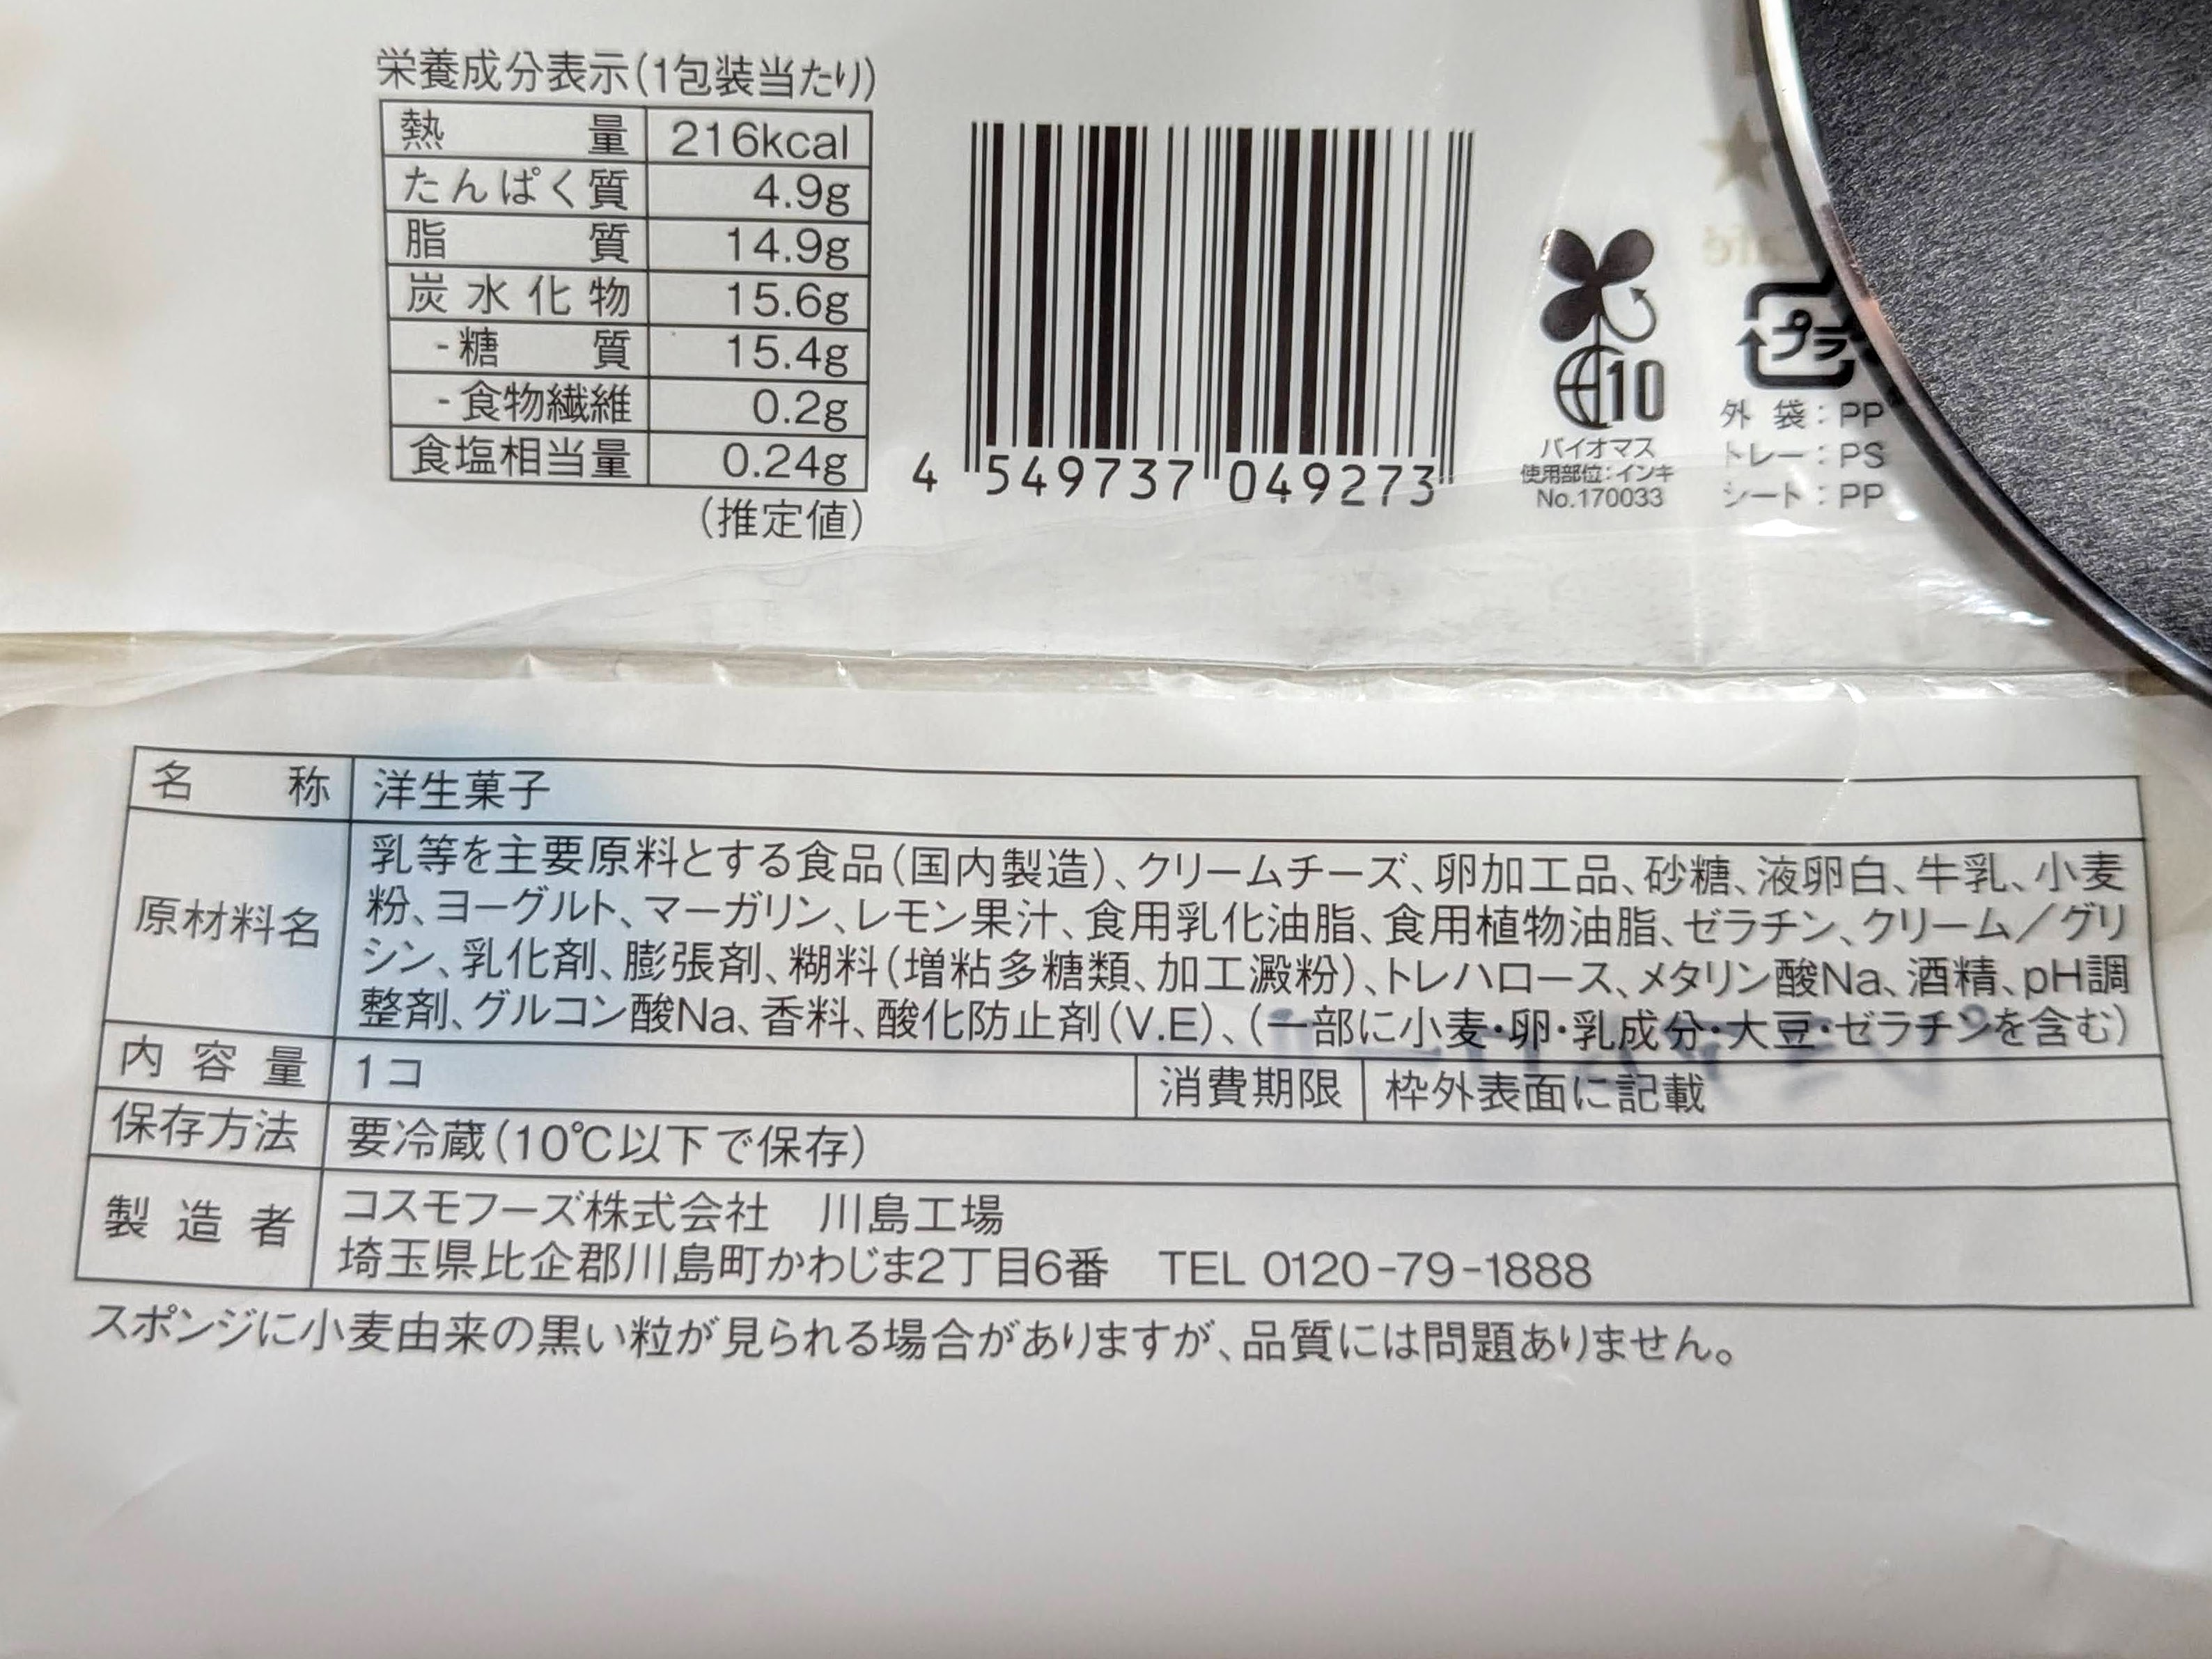 栄養成分表示(1包装当たり)
熱量 216kcal
たんぱく質 4.9g
脂質 14.9g
炭水化物 15.6g
-糖質 15.4g
-食物繊維 0.2g
食塩相当量 0.24g
(推定値)
4 549737 049273
10
バイオマス
使用部位:インキ
No.170033
プラ
外袋:PP
トレー:PS
シート:PP
名称 洋生菓子
原材料名
乳等を主要原料とする食品(国内製造)、クリームチーズ、卵加工品、砂糖、液卵白、牛乳、小麦
粉、ヨーグルト、マーガリン、レモン果汁、食用乳化油脂、食用植物油脂、ゼラチン、クリーム/グリ
シン、乳化剤、膨張剤、糊料(増粘多糖類、加工澱粉)、トレハロース、メタリン酸Na、酒精、pH調
整剤、グルコン酸Na、香料、酸化防止剤(V.E)、(一部に小麦・卵・乳成分・大豆・ゼラチンを含む)
内容量 1コ 消費期限 枠外表面に記載
保存方法 要冷蔵(10℃以下で保存)
製造者 コスモフーズ株式会社 川島工場
埼玉県比企郡川島町かわじま2丁目6番 TEL 0120-79-1888
スポンジに小麦由来の黒い粒が見られる場合がありますが、品質には問題ありません。